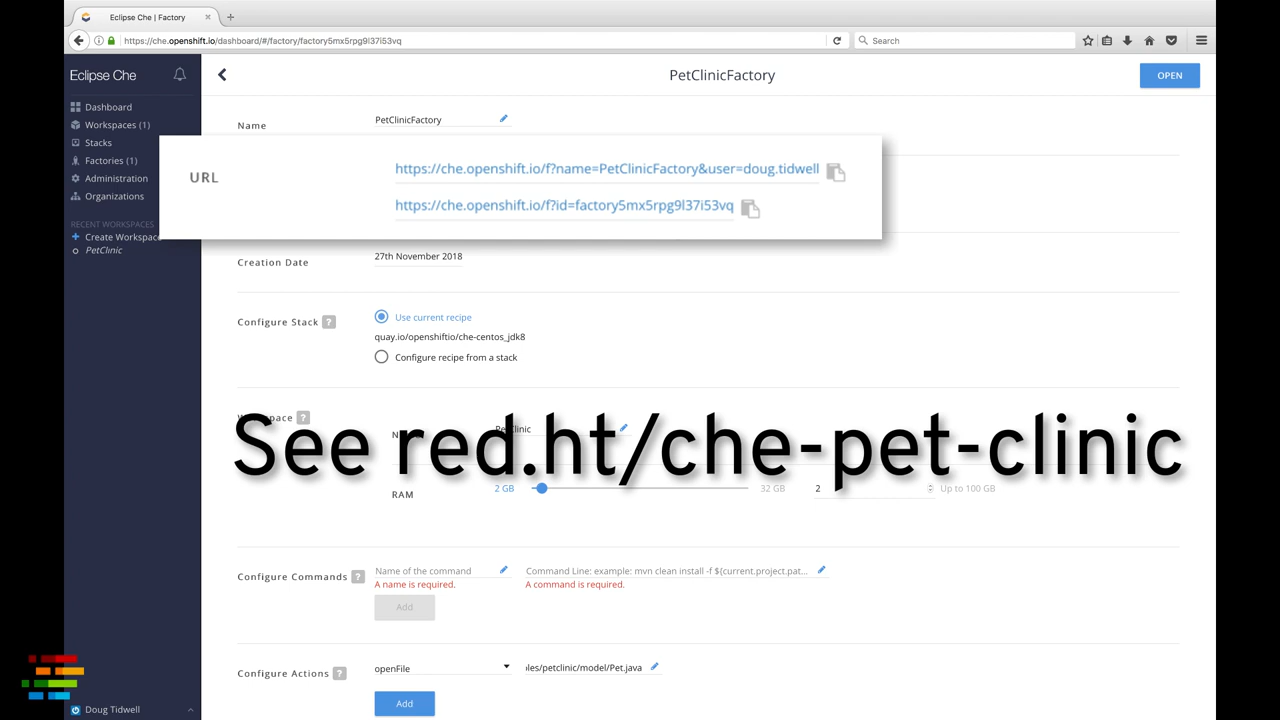 Eclipse Che | Factory
https://che.openshift.io/dashboard/#/factory/factory5mx5rpg9l37i53vq
Search
Eclipse Che
PetClinicFactory
OPEN
Dashboard
Workspaces (1)
Stacks
Factories (1)
Administration
Organizations
RECENT WORKSPACES
Create Workspace
PetClinic
Name
PetClinicFactory
URL
https://che.openshift.io/f?name=PetClinicFactory&user=doug.tidwell
https://che.openshift.io/f?id=factory5mx5rpg9l37i53vq
Creation Date
27th November 2018
Configure Stack ?
Use current recipe
quay.io/openshiftio/che-centos_jdk8
Configure recipe from a stack
Workspace ?
PetClinic
See red.ht/che-pet-clinic
RAM
2 GB
32 GB
2
Up to 100 GB
Configure Commands ?
Name of the command
Command Line: example: mvn clean install -f ${current.project.pat...
A name is required.
A command is required.
Add
Configure Actions ?
openFile
les/petclinic/model/Pet.java
Add
Doug Tidwell